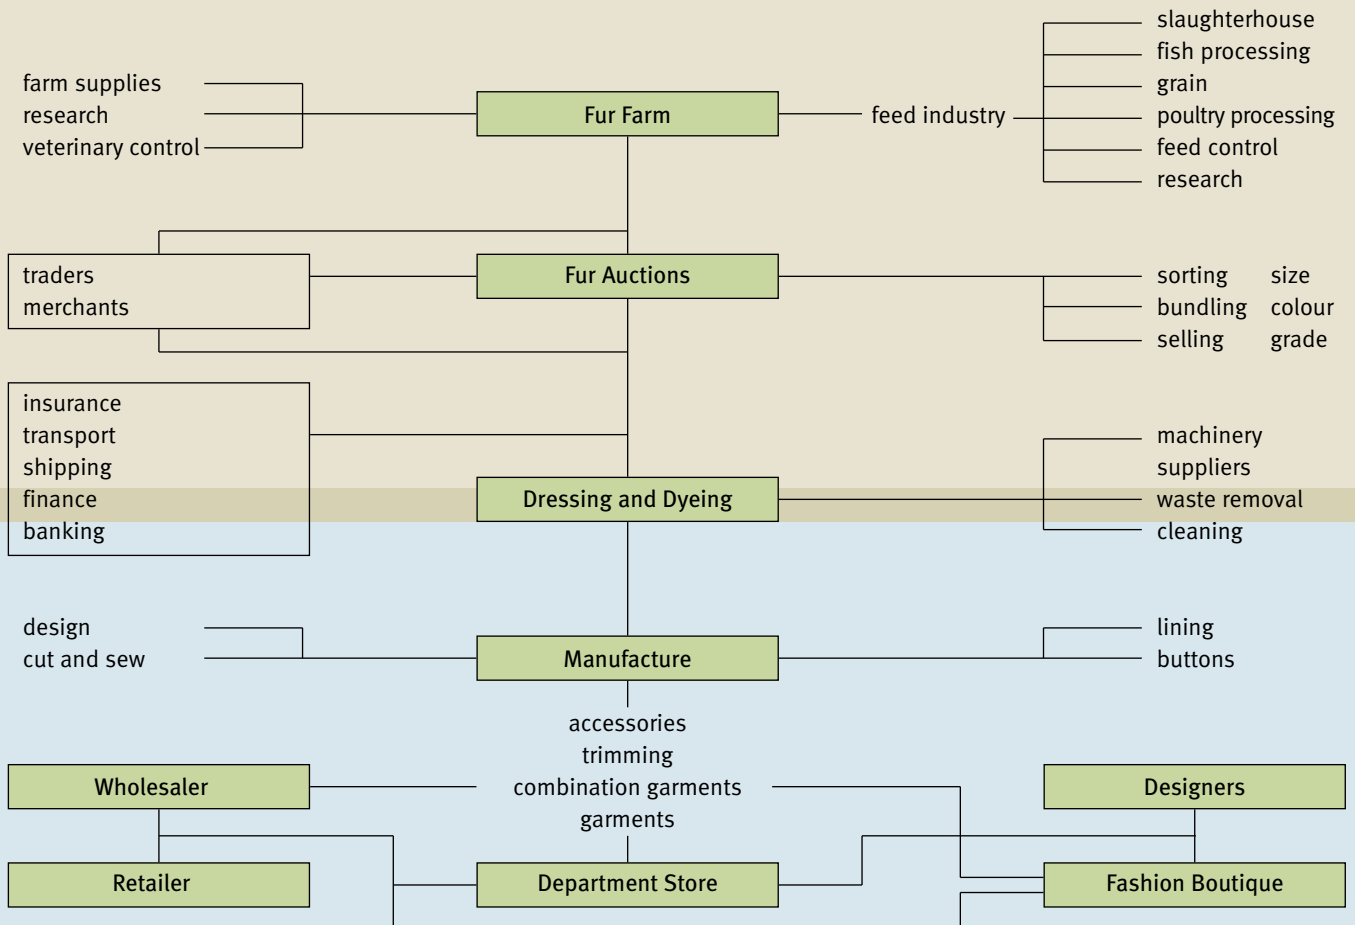 slaughterhouse
fish processing
farm supplies
grain
research
Fur Farm
feed industry
poultry processing
veterinary control
feed control
research
traders
Fur Auctions
sorting size
merchants
bundling colour
selling grade
insurance
transport
machinery
shipping
suppliers
finance
Dressing and Dyeing
waste removal
banking
cleaning
design
lining
cut and sew
Manufacture
buttons
accessories
trimming
Wholesaler
combination garments
Designers
garments
Retailer
Department Store
Fashion Boutique